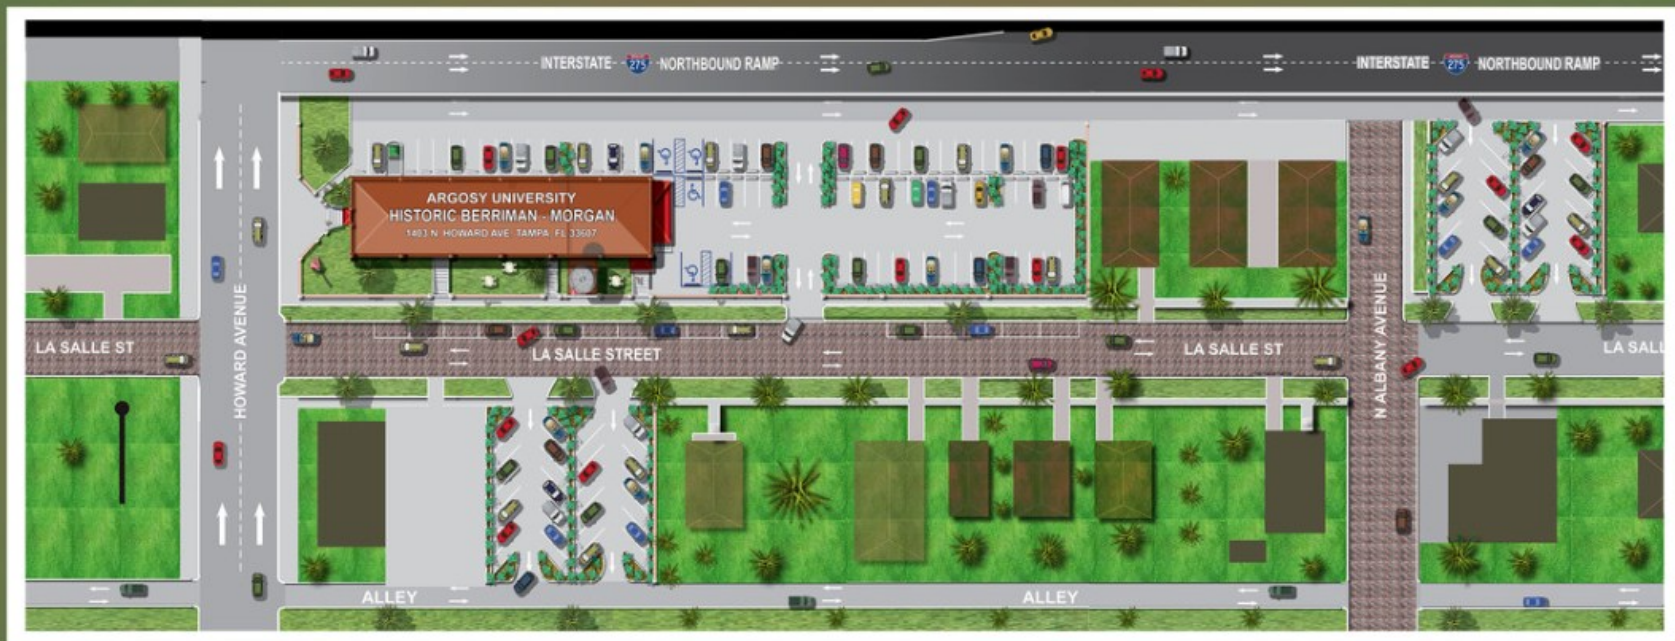 INTERSTATE 275 NORTHBOUND RAMP
INTERSTATE 275 NORTHBOUND RAMP
ARGOSY UNIVERSITY
HISTORIC BERRIMAN - MORGAN
1403 N. HOWARD AVE. TAMPA, FL 33607
HOWARD AVENUE
N ALBANY AVENUE
LA SALLE ST
LA SALLE STREET
LA SALLE ST
LA SALL
ALLEY
ALLEY